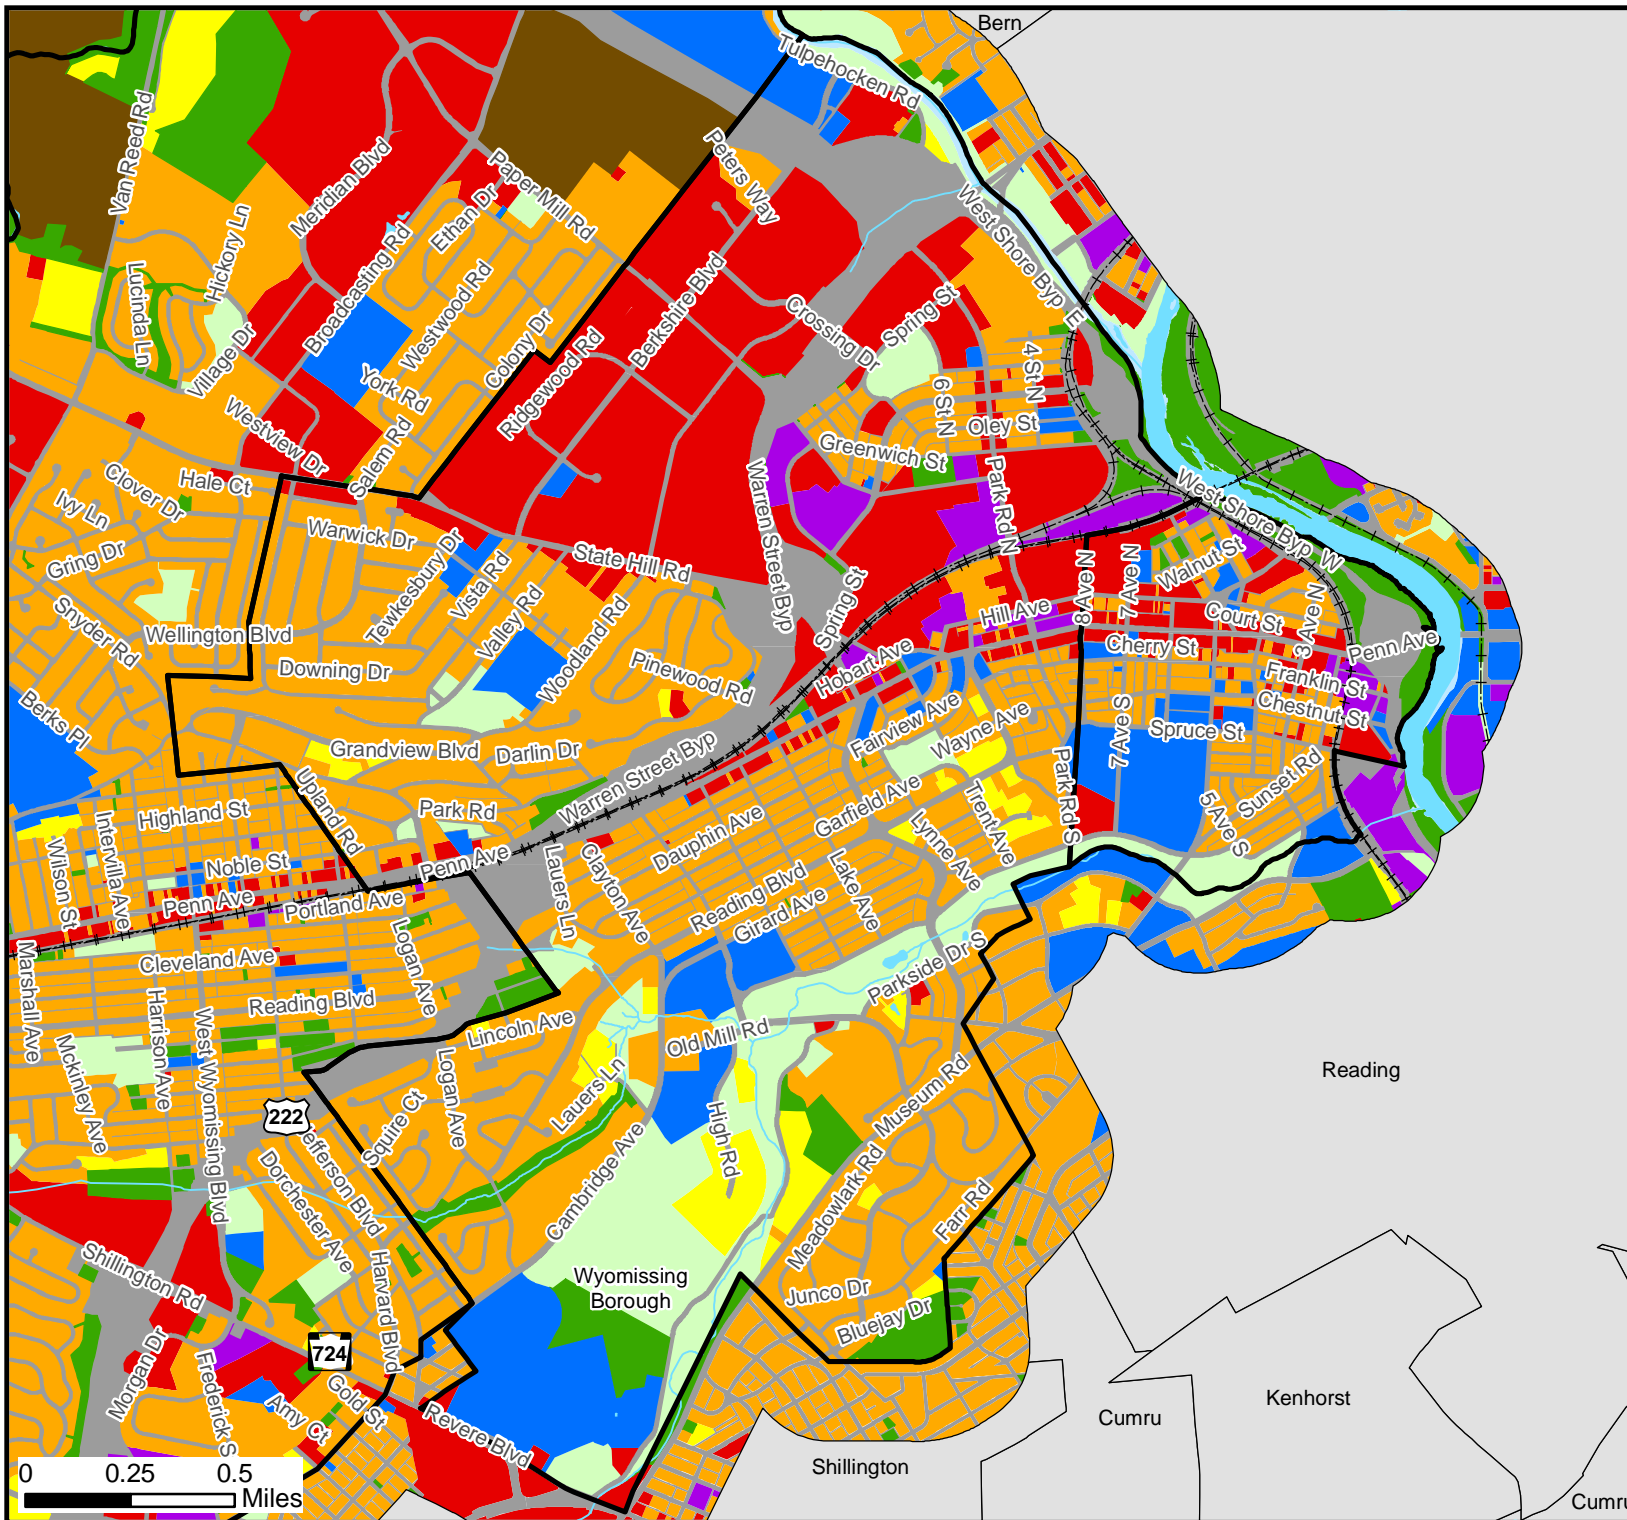 Bern
Tulpehocken Rd
Van Reed Rd
Meridian Blvd
Peters Way
Paper Mill Rd
Ethan Dr
Hickory Ln
Broadcasting Rd
West Shore Byp E
Lucinda Ln
Westwood Rd
Berkshire Blvd
Crossing Dr
Spring St
Village Dr
Colony Dr
Ridgewood Rd
4 St N
6 St N
York Rd
Westview Dr
Salem Rd
Oley St
Greenwich St
Park Rd N
Warren Street Byp
Hale Ct
Clover Dr
Ivy Ln
Gring Dr
Warwick Dr
Tewkesbury Dr
Vista Rd
State Hill Rd
West Shore Byp W
Walnut St
7 Ave N
8 Ave N
Snyder Rd
Wellington Blvd
Valley Rd
Woodland Rd
Spring St
Hill Ave
Court St
3 Ave N
Penn Ave
Cherry St
Downing Dr
Pinewood Rd
Hobart Ave
Franklin St
Chestnut St
Berks Pl
Grandview Blvd
Darlin Dr
Warren Street Byp
Fairview Ave
Wayne Ave
7 Ave S
Spruce St
Park Rd S
Sunset Rd
5 Ave S
Highland St
Upland Rd
Park Rd
Dauphin Ave
Garfield Ave
Trent Ave
Lynne Ave
Intervilla Ave
Wilson St
Noble St
Penn Ave
Penn Ave
Portland Ave
Lauers Ln
Clayton Ave
Reading Blvd
Girard Ave
Lake Ave
Marshall Ave
Cleveland Ave
Logan Ave
Parkside Dr S
Reading Blvd
Harrison Ave
West Wyomissing Blvd
Lincoln Ave
Old Mill Rd
Mckinley Ave
Logan Ave
Lauers Ln
Museum Rd
Reading
222
Squire Ct
High Rd
Jefferson Blvd
Dorchester Ave
Cambridge Ave
Meadowlark Rd
Farr Rd
Shillington Rd
Harvard Blvd
Wyomissing
Borough
Junco Dr
Bluejay Dr
724
Morgan Dr
Frederick S
Amy Ct
Gold St
Revere Blvd
Kenhorst
Cumru
Shillington
Cumru
0 0.25 0.5
Miles